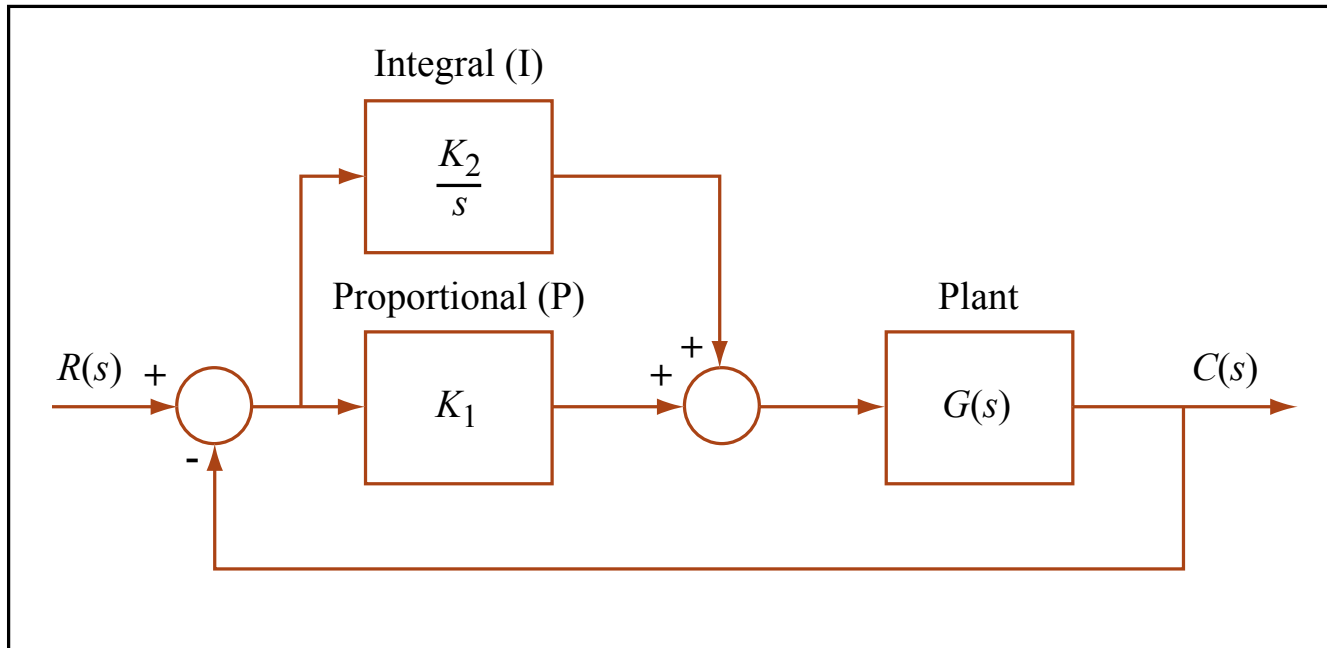 Integral (I)
K2
s
Proportional (P)
Plant
R(s)
+
K1
+
+
G(s)
C(s)
-